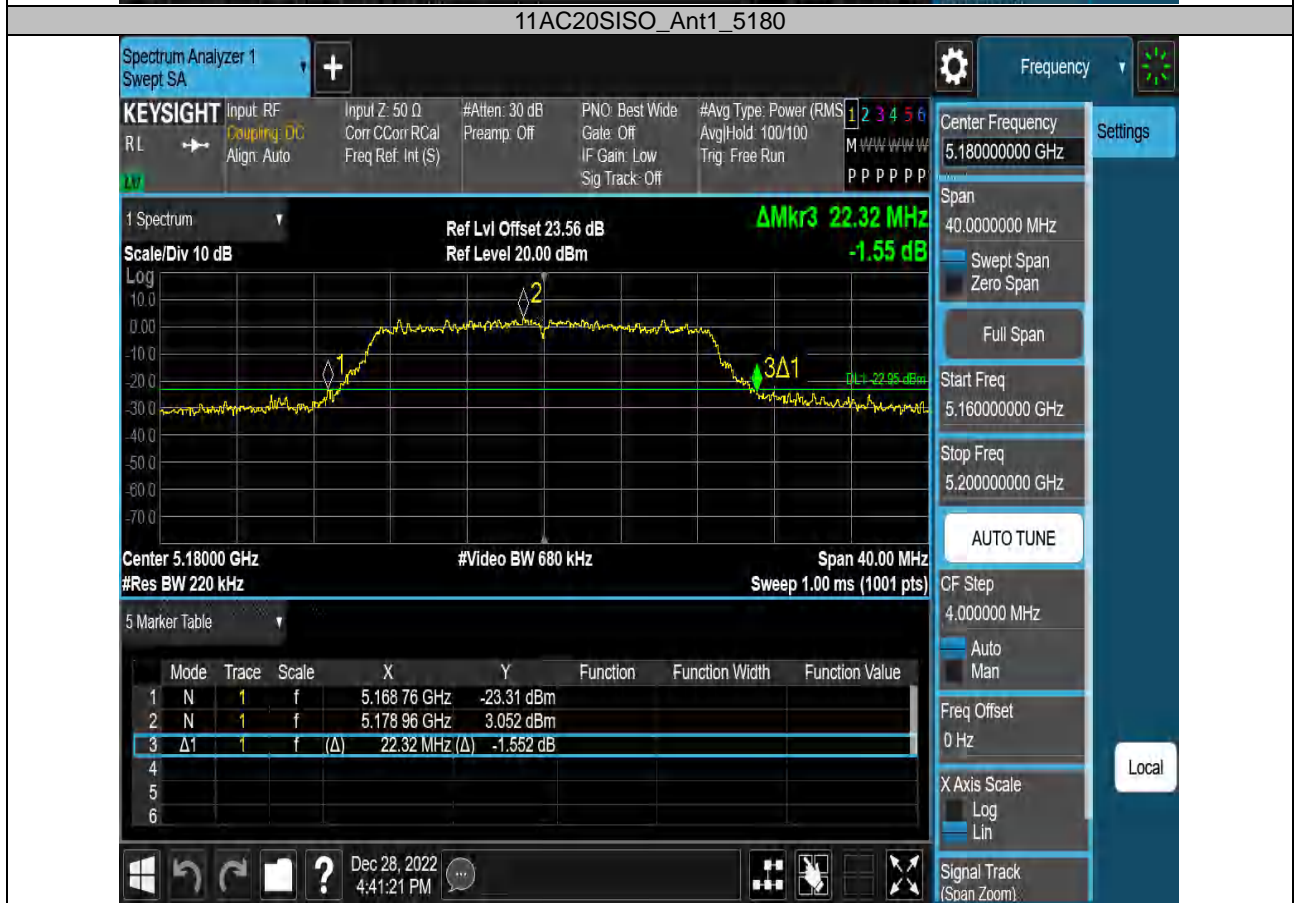 11AC20SISO_Ant1_5180
Spectrum Analyzer 1
Swept SA
Frequency
KEYSIGHT
RL
Input: RF
Coupling: DC
Align: Auto
Input Z: 50 Ω
Corr CCorr RCal
Freq Ref: Int (S)
#Atten: 30 dB
Preamp: Off
PNO: Best Wide
Gate: Off
IF Gain: Low
Sig Track: Off
#Avg Type: Power (RMS
Avg|Hold: 100/100
Trig: Free Run
1 2 3 4 5 6
M W W W W W
P P P P P P
1 Spectrum
Scale/Div 10 dB
Ref Lvl Offset 23.56 dB
Ref Level 20.00 dBm
ΔMkr3 22.32 MHz
-1.55 dB
Log
10.0
0.00
-10.0
-20.0
-30.0
-40.0
-50.0
-60.0
-70.0
1
2
3Δ1
DL1 -22.95 dBm
Center 5.18000 GHz
#Video BW 680 kHz
Span 40.00 MHz
#Res BW 220 kHz
Sweep 1.00 ms (1001 pts)
5 Marker Table
Mode Trace Scale X Y Function Function Width Function Value
1 N 1 f 5.168 76 GHz -23.31 dBm
2 N 1 f 5.178 96 GHz 3.052 dBm
3 Δ1 1 f (Δ) 22.32 MHz (Δ) -1.552 dB
4
5
6
Dec 28, 2022
4:41:21 PM
Center Frequency
5.180000000 GHz
Settings
Span
40.0000000 MHz
Swept Span
Zero Span
Full Span
Start Freq
5.160000000 GHz
Stop Freq
5.200000000 GHz
AUTO TUNE
CF Step
4.000000 MHz
Auto
Man
Freq Offset
0 Hz
X Axis Scale
Log
Lin
Local
Signal Track
(Span Zoom)